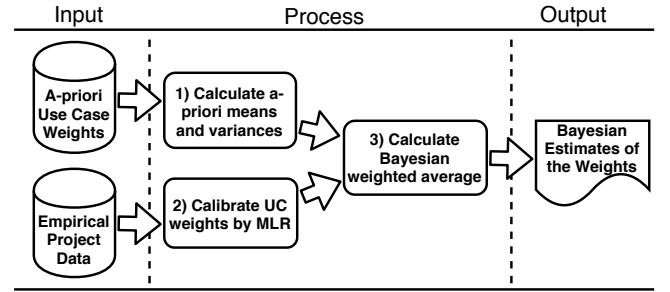 Input
Process
Output
A-priori
Use Case
Weights
1) Calculate a-
priori means
and variances
3) Calculate
Bayesian
weighted average
Bayesian
Estimates of
the Weights
Empirical
Project
Data
2) Calibrate UC
weights by MLR